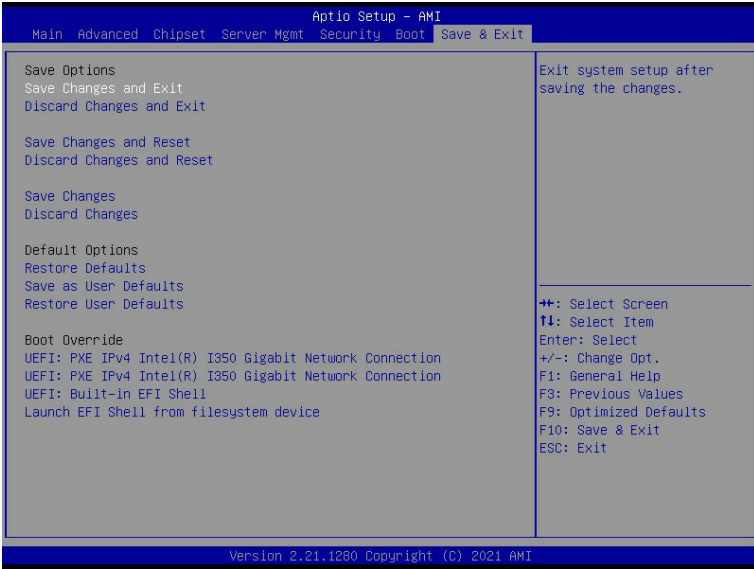 Aptio Setup - AMI
Main Advanced Chipset Server Mgmt Security Boot Save & Exit
Save Options
Save Changes and Exit
Discard Changes and Exit
Save Changes and Reset
Discard Changes and Reset
Save Changes
Discard Changes
Default Options
Restore Defaults
Save as User Defaults
Restore User Defaults
Boot Override
UEFI: PXE IPv4 Intel(R) I350 Gigabit Network Connection
UEFI: PXE IPv4 Intel(R) I350 Gigabit Network Connection
UEFI: Built-in EFI Shell
Launch EFI Shell from filesystem device
Exit system setup after
saving the changes.
→←: Select Screen
↑↓: Select Item
Enter: Select
+/-: Change Opt.
F1: General Help
F3: Previous Values
F9: Optimized Defaults
F10: Save & Exit
ESC: Exit
Version 2.21.1280 Copyright (C) 2021 AMI